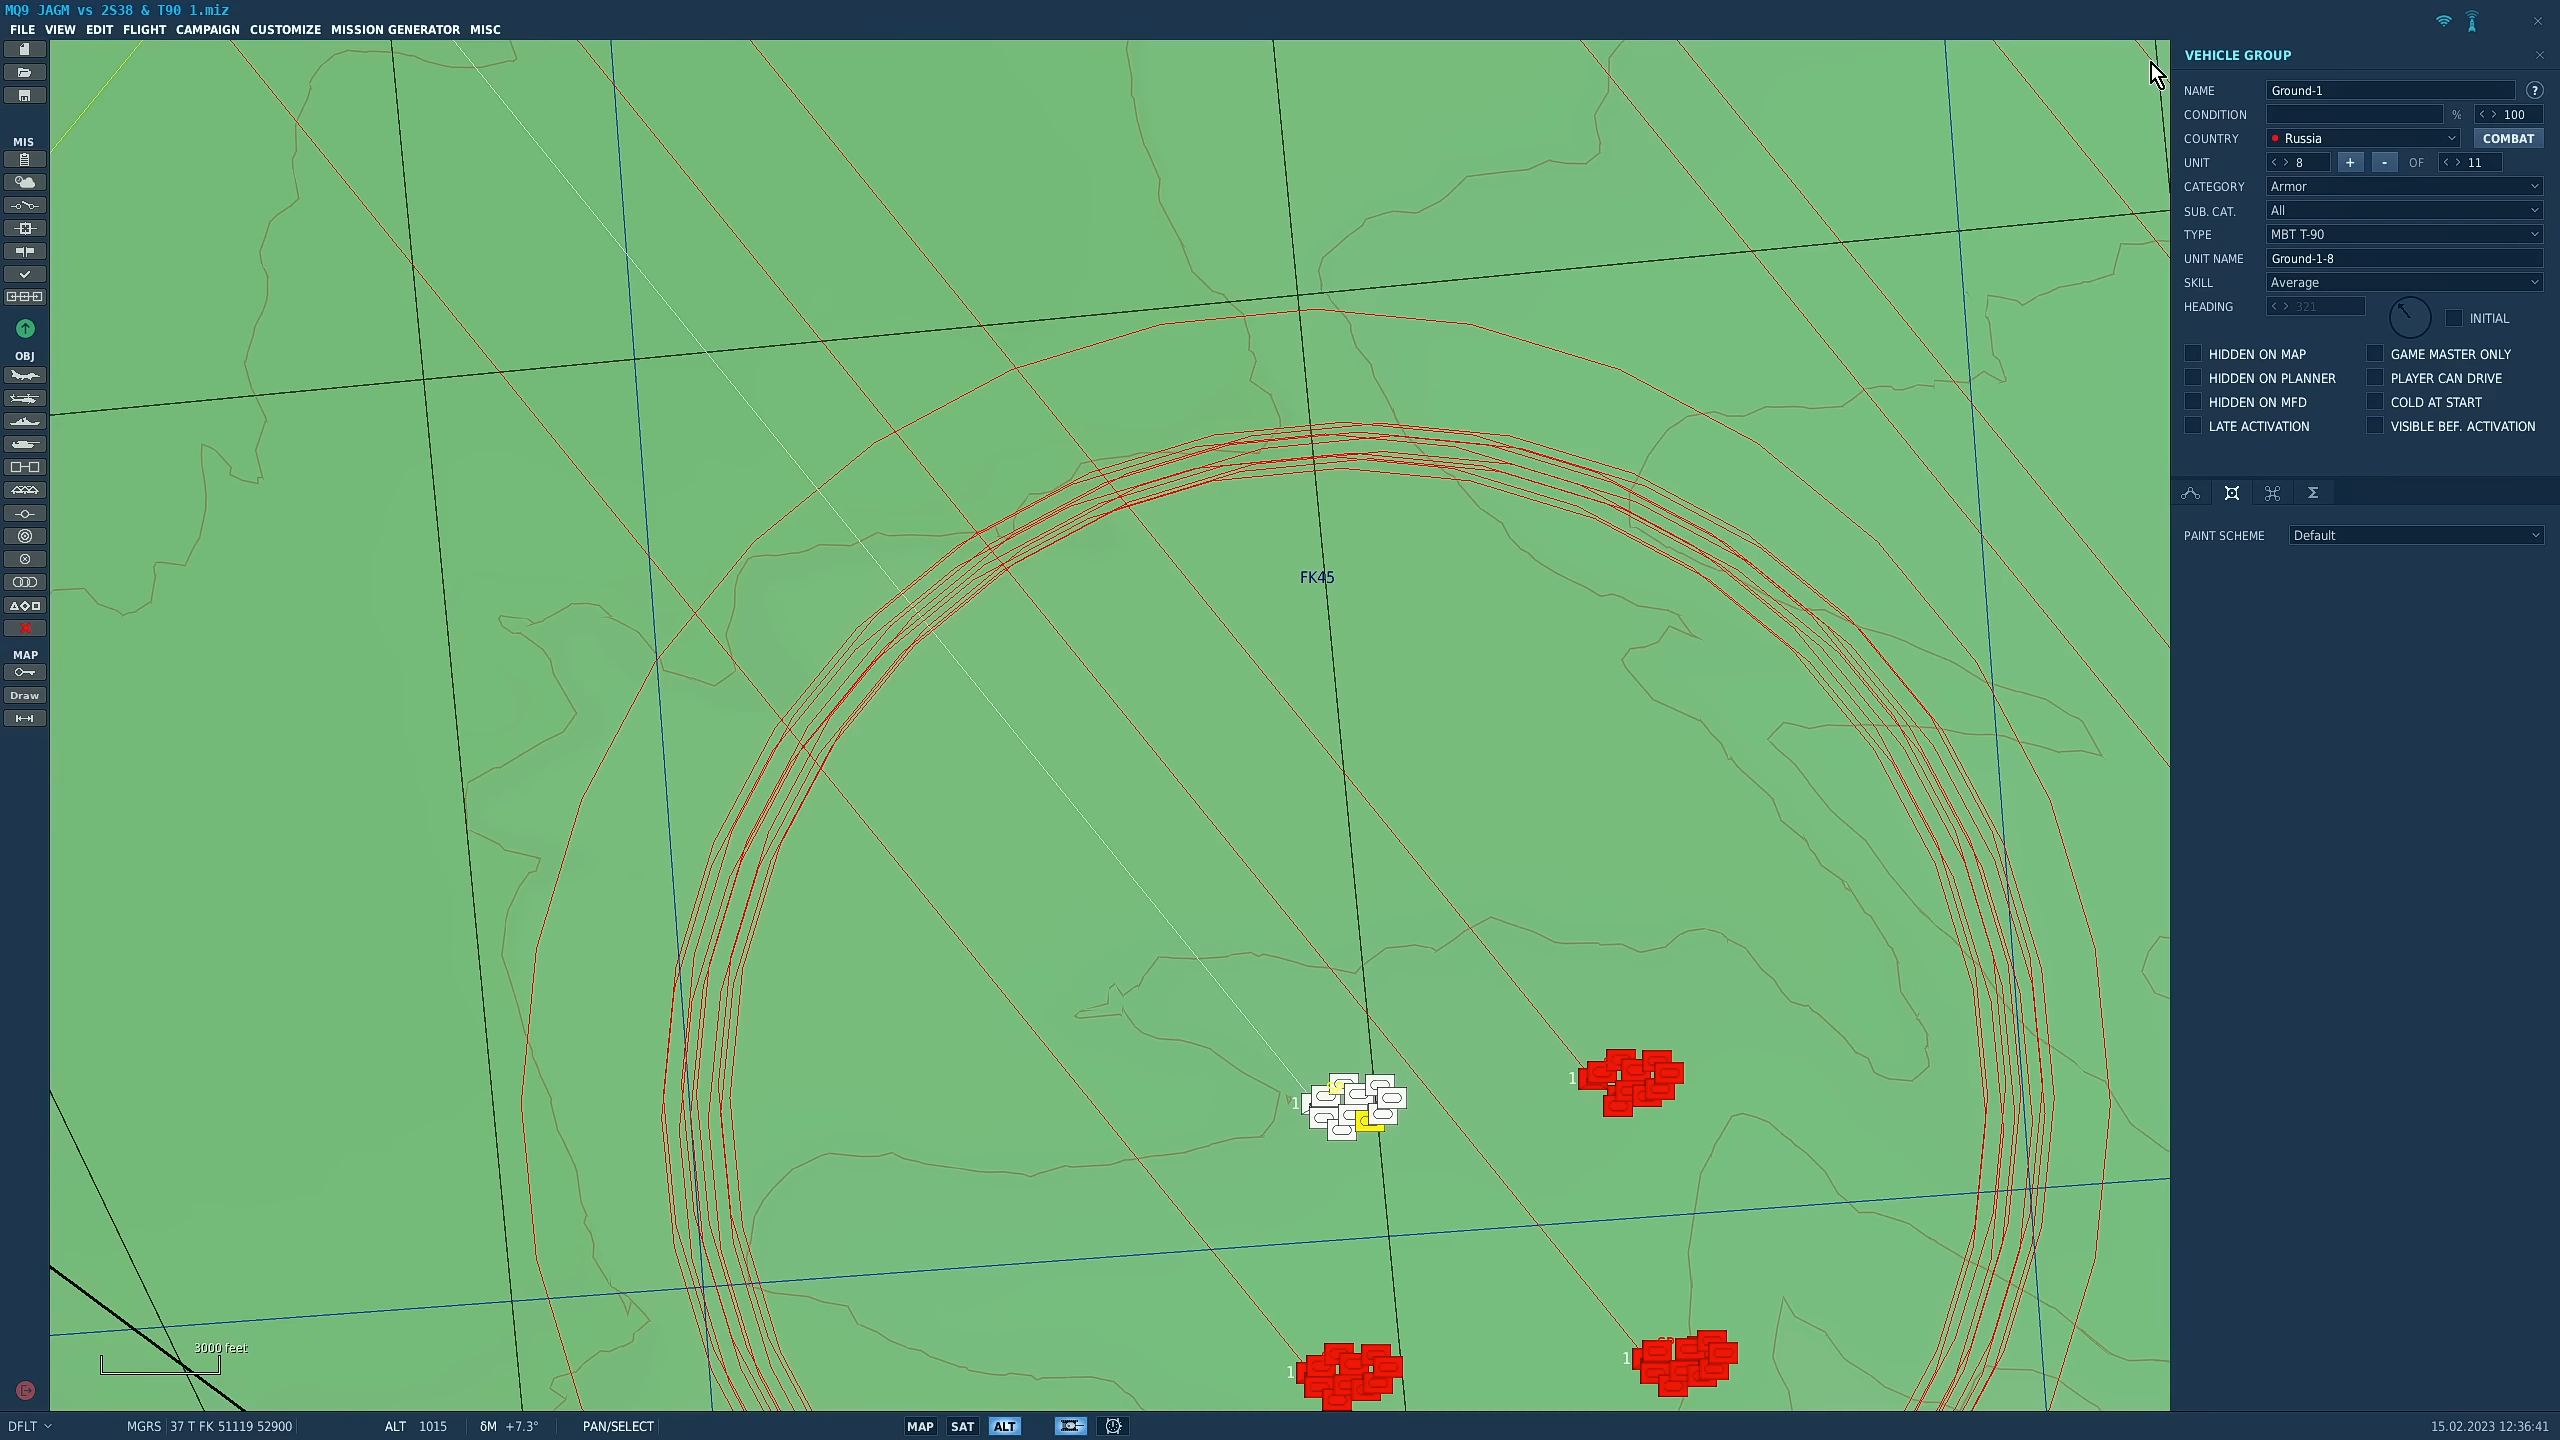 MQ9 JAGM vs 2S38 & T90 1.miz
FILE VIEW EDIT FLIGHT CAMPAIGN CUSTOMIZE MISSION GENERATOR MISC
MIS
OBJ
MAP
Draw
FK45
1
1
1
1
3000 feet
VEHICLE GROUP
NAME Ground-1 ?
CONDITION % < > 100
COUNTRY Russia COMBAT
UNIT < > 8 + - OF < > 11
CATEGORY Armor
SUB. CAT. All
TYPE MBT T-90
UNIT NAME Ground-1-8
SKILL Average
HEADING < > 321 INITIAL
HIDDEN ON MAP GAME MASTER ONLY
HIDDEN ON PLANNER PLAYER CAN DRIVE
HIDDEN ON MFD COLD AT START
LATE ACTIVATION VISIBLE BEF. ACTIVATION
PAINT SCHEME Default
DFLT MGRS 37 T FK 51119 52900 ALT 1015 δM +7.3° PAN/SELECT MAP SAT ALT 15.02.2023 12:36:41